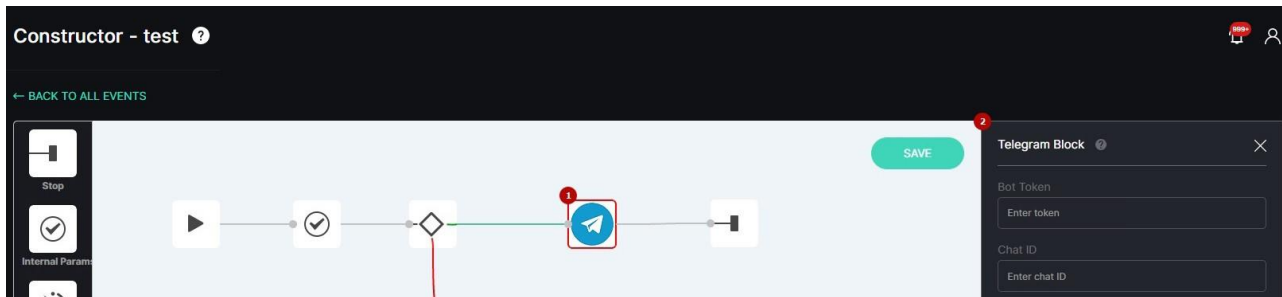 Constructor - test ?
999+
← BACK TO ALL EVENTS
2
Telegram Block ?
SAVE
Stop
Bot Token
1
Enter token
Chat ID
Internal Params
Enter chat ID